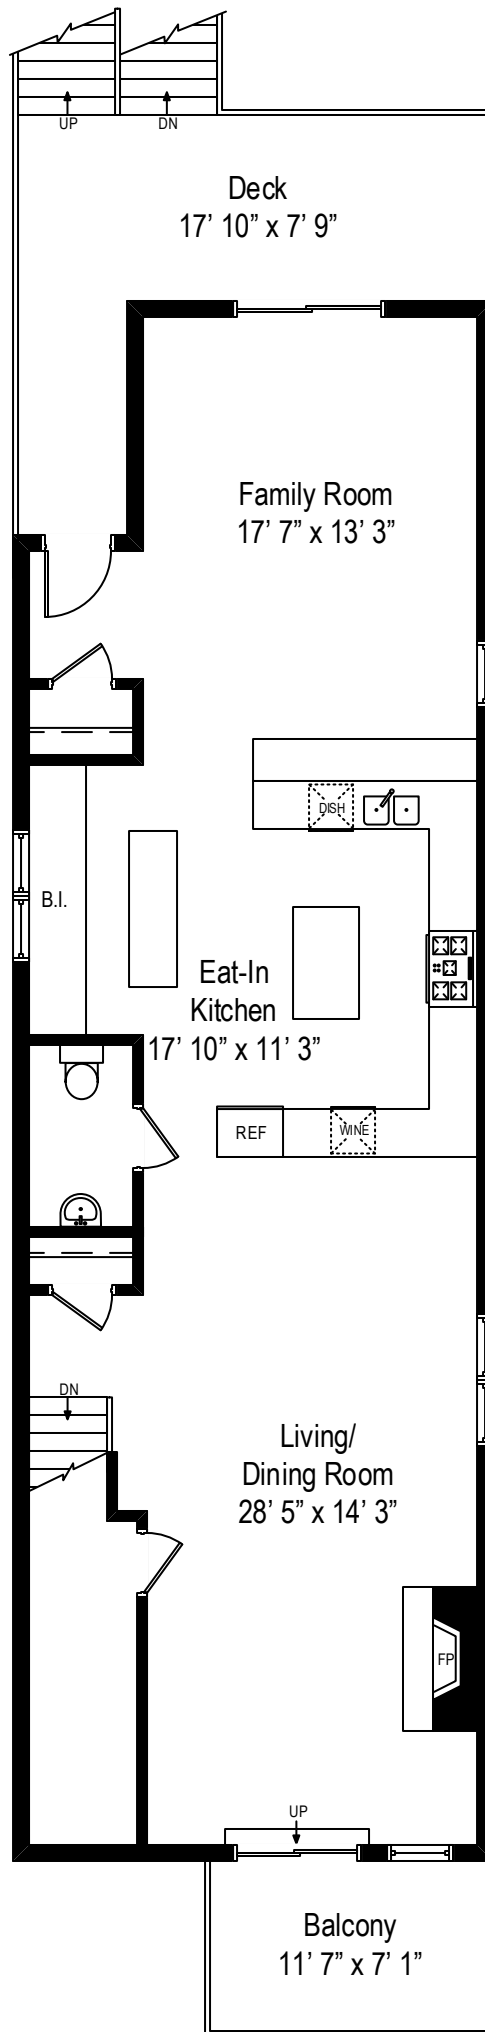 UP
DN
Deck
17’ 10” x 7’ 9”
Family Room
17’ 7” x 13’ 3”
DISH
B.I.
Eat-In
Kitchen
17’ 10” x 11’ 3”
REF
WINE
DN
Living/
Dining Room
28’ 5” x 14’ 3”
FP
UP
Balcony
11’ 7” x 7’ 1”